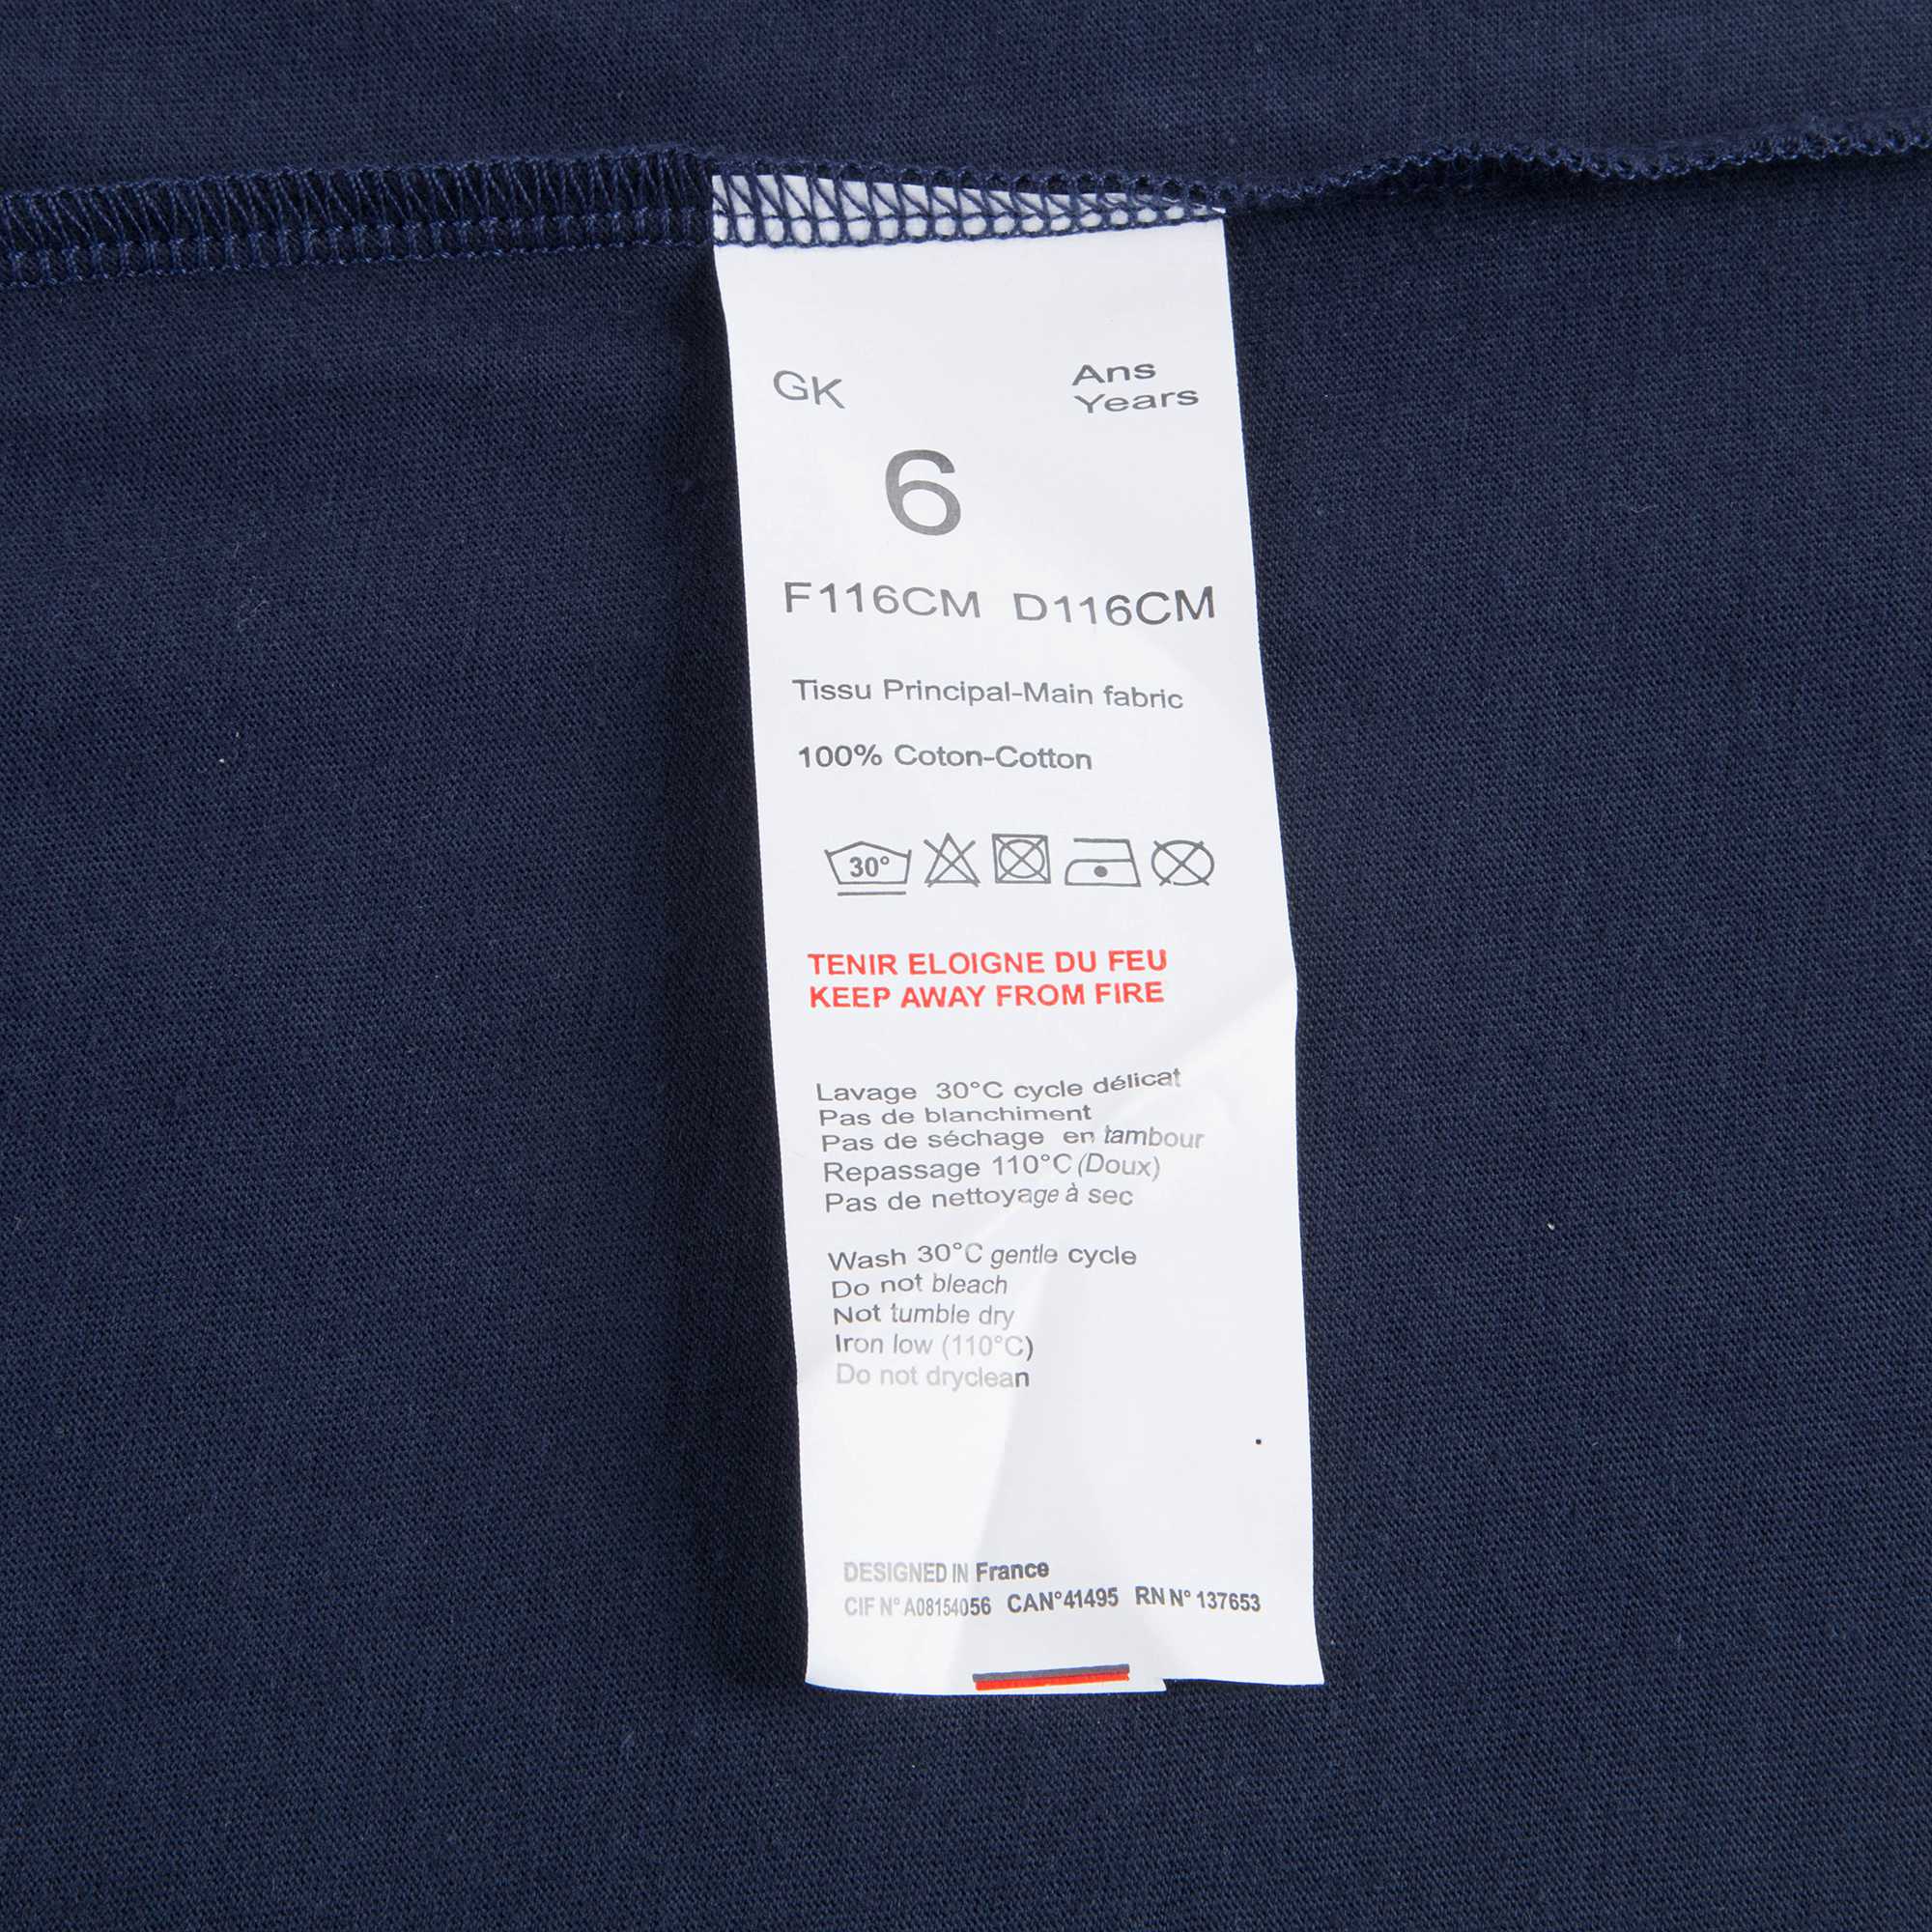 GK
Ans
Years
6
F116CM D116CM
Tissu Principal-Main fabric
100% Coton-Cotton
30°
TENIR ELOIGNE DU FEU
KEEP AWAY FROM FIRE
Lavage 30°C cycle délicat
Pas de blanchiment
Pas de séchage en tambour
Repassage 110°C (Doux)
Pas de nettoyage à sec
Wash 30°C gentle cycle
Do not bleach
Not tumble dry
Iron low (110°C)
Do not dryclean
DESIGNED IN France
CIF N° A08154056 CAN°41495 RN N° 137653